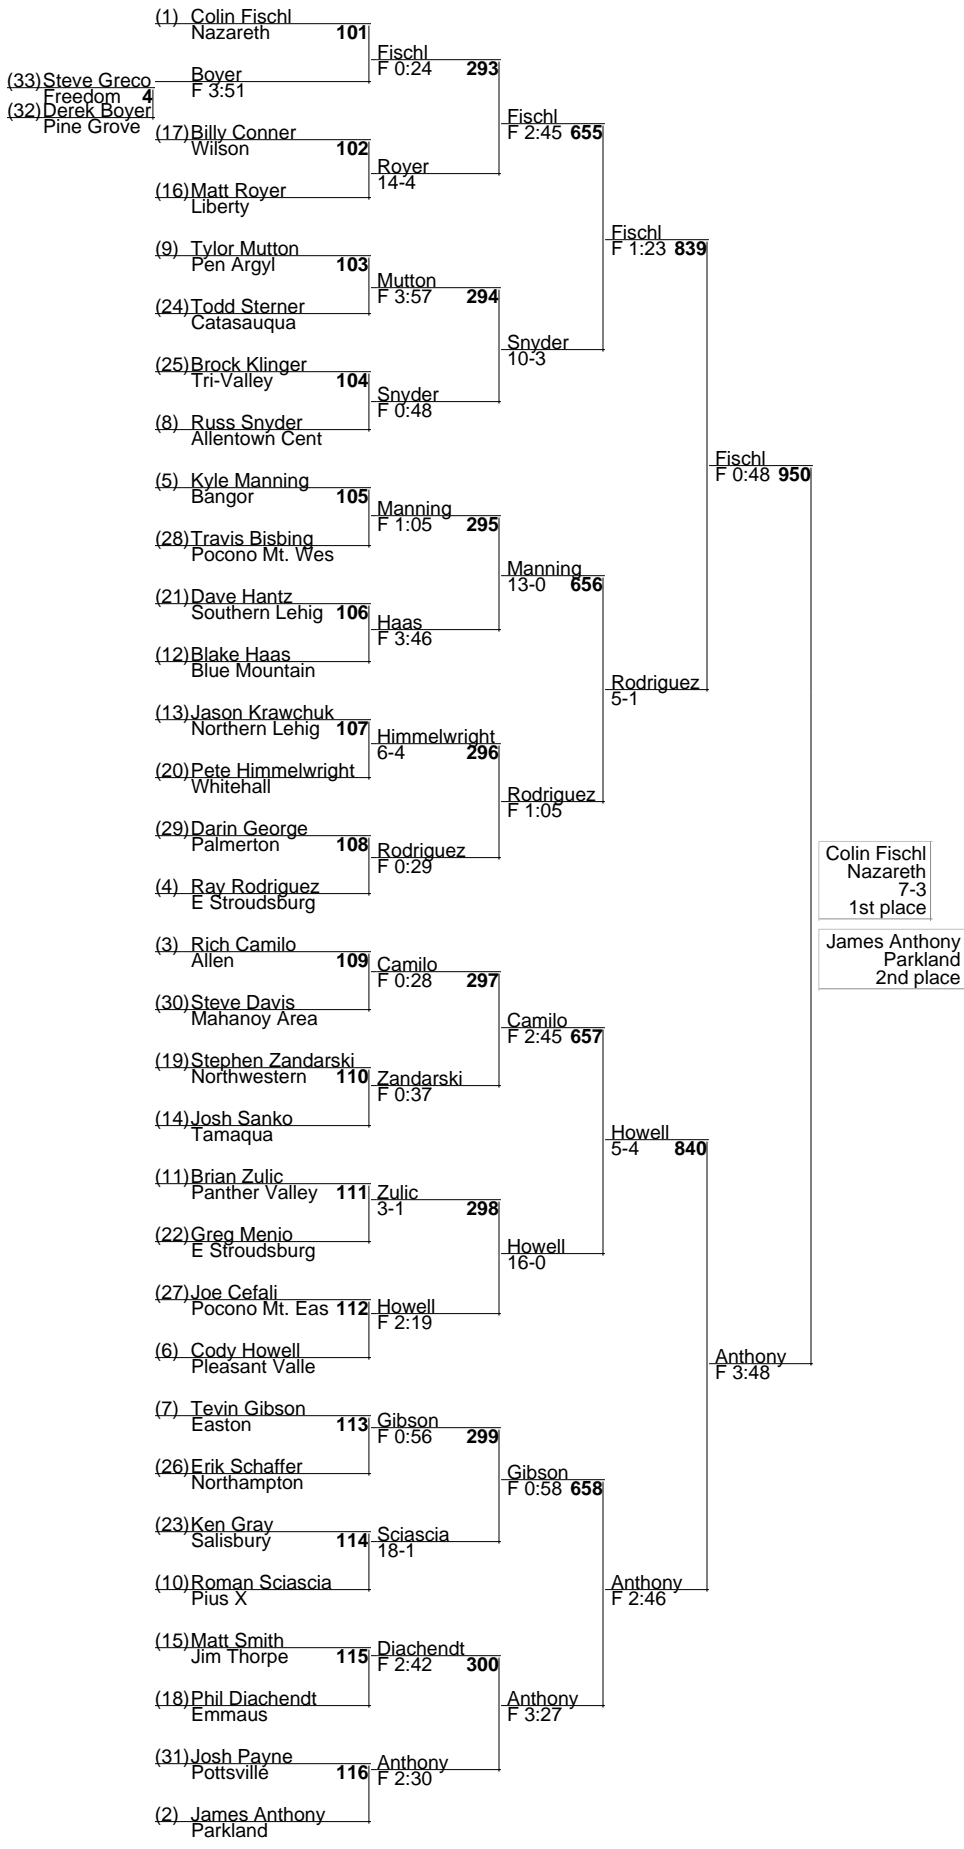 (1) Colin Fischl
Nazareth 101
Fischl
F 0:24 293
(33) Steve Greco
Freedom 4
(32) Derek Boyer
Pine Grove
Boyer
F 3:51
Fischl
F 2:45 655
(17) Billy Conner
Wilson 102
Royer
14-4
(16) Matt Royer
Liberty
Fischl
F 1:23 839
(9) Tylor Mutton
Pen Argyl 103
Mutton
F 3:57 294
(24) Todd Sterner
Catasauqua
Snyder
10-3
(25) Brock Klinger
Tri-Valley 104
Snyder
F 0:48
(8) Russ Snyder
Allentown Cent
Fischl
F 0:48 950
(5) Kyle Manning
Bangor 105
Manning
F 1:05 295
(28) Travis Bisbing
Pocono Mt. Wes
Manning
13-0 656
(21) Dave Hantz
Southern Lehig 106
Haas
F 3:46
(12) Blake Haas
Blue Mountain
Rodriguez
5-1
(13) Jason Krawchuk
Northern Lehig 107
Himmelwright
6-4 296
(20) Pete Himmelwright
Whitehall
Rodriguez
F 1:05
(29) Darin George
Palmerton 108
Rodriguez
F 0:29
(4) Ray Rodriguez
E Stroudsburg
Colin Fischl
Nazareth
7-3
1st place
James Anthony
Parkland
2nd place
(3) Rich Camilo
Allen 109
Camilo
F 0:28 297
(30) Steve Davis
Mahanoy Area
Camilo
F 2:45 657
(19) Stephen Zandarski
Northwestern 110
Zandarski
F 0:37
(14) Josh Sanko
Tamaqua
Howell
5-4 840
(11) Brian Zulic
Panther Valley 111
Zulic
3-1 298
(22) Greg Menio
E Stroudsburg
Howell
16-0
(27) Joe Cefali
Pocono Mt. Eas 112
Howell
F 2:19
(6) Cody Howell
Pleasant Valle
Anthony
F 3:48
(7) Tevin Gibson
Easton 113
Gibson
F 0:56 299
(26) Erik Schaffer
Northampton
Gibson
F 0:58 658
(23) Ken Gray
Salisbury 114
Sciascia
18-1
(10) Roman Sciascia
Pius X
Anthony
F 2:46
(15) Matt Smith
Jim Thorpe 115
Diachendt
F 2:42 300
(18) Phil Diachendt
Emmaus
Anthony
F 3:27
(31) Josh Payne
Pottsville 116
Anthony
F 2:30
(2) James Anthony
Parkland